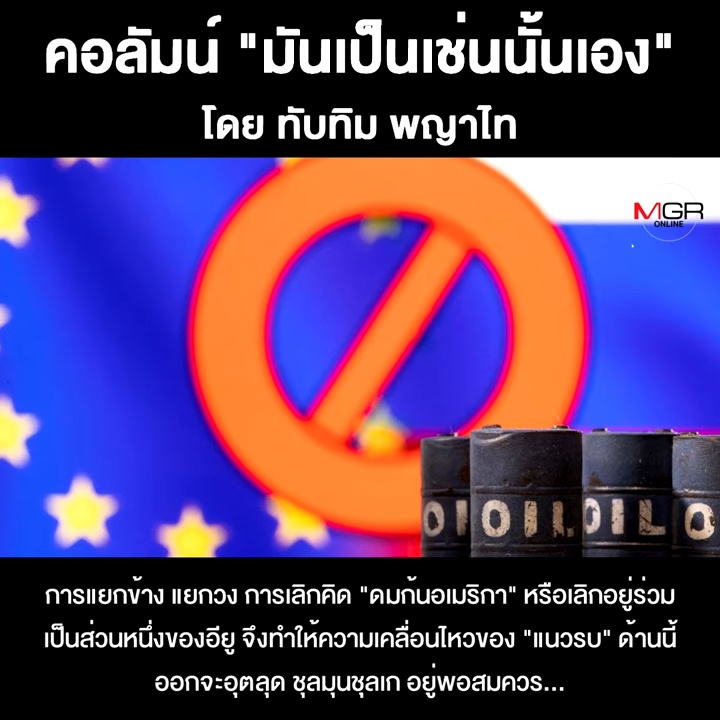 คอลัมน์ "มันเป็นเช่นนั้นเอง"
โดย ทับทิม พญาไท
MGR
ONLINE
OIL
OIL
การแยกข้าง แยกวง การเลิกคิด "ดมก้นอเมริกา" หรือเลิกอยู่ร่วม
เป็นส่วนหนึ่งของอียู จึงทำให้ความเคลื่อนไหวของ "แนวรบ" ด้านนี้
ออกจะอุตลุด ชุลมุนชุลเก อยู่พอสมควร...